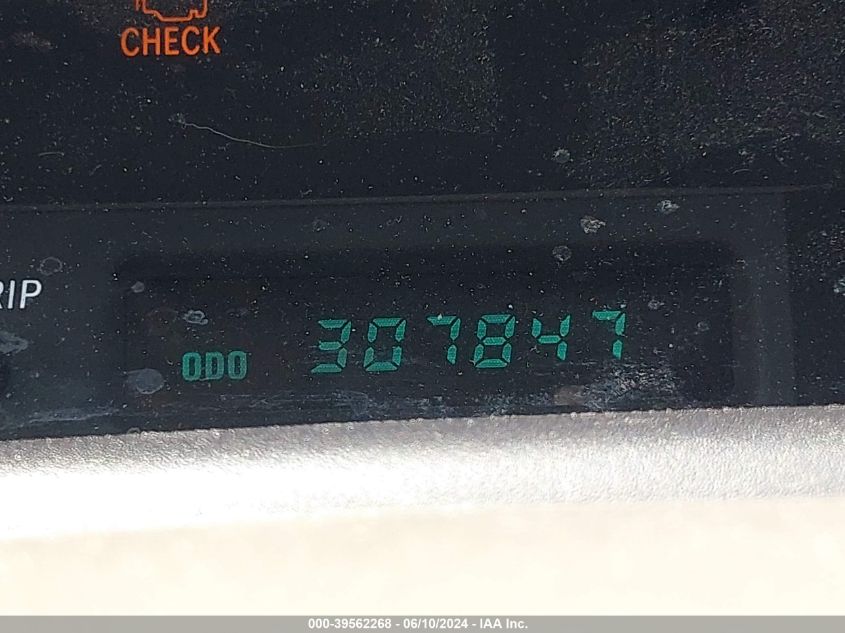 CHECK
RIP
ODO 307847
000-39562268 - 06/10/2024 - IAA Inc.